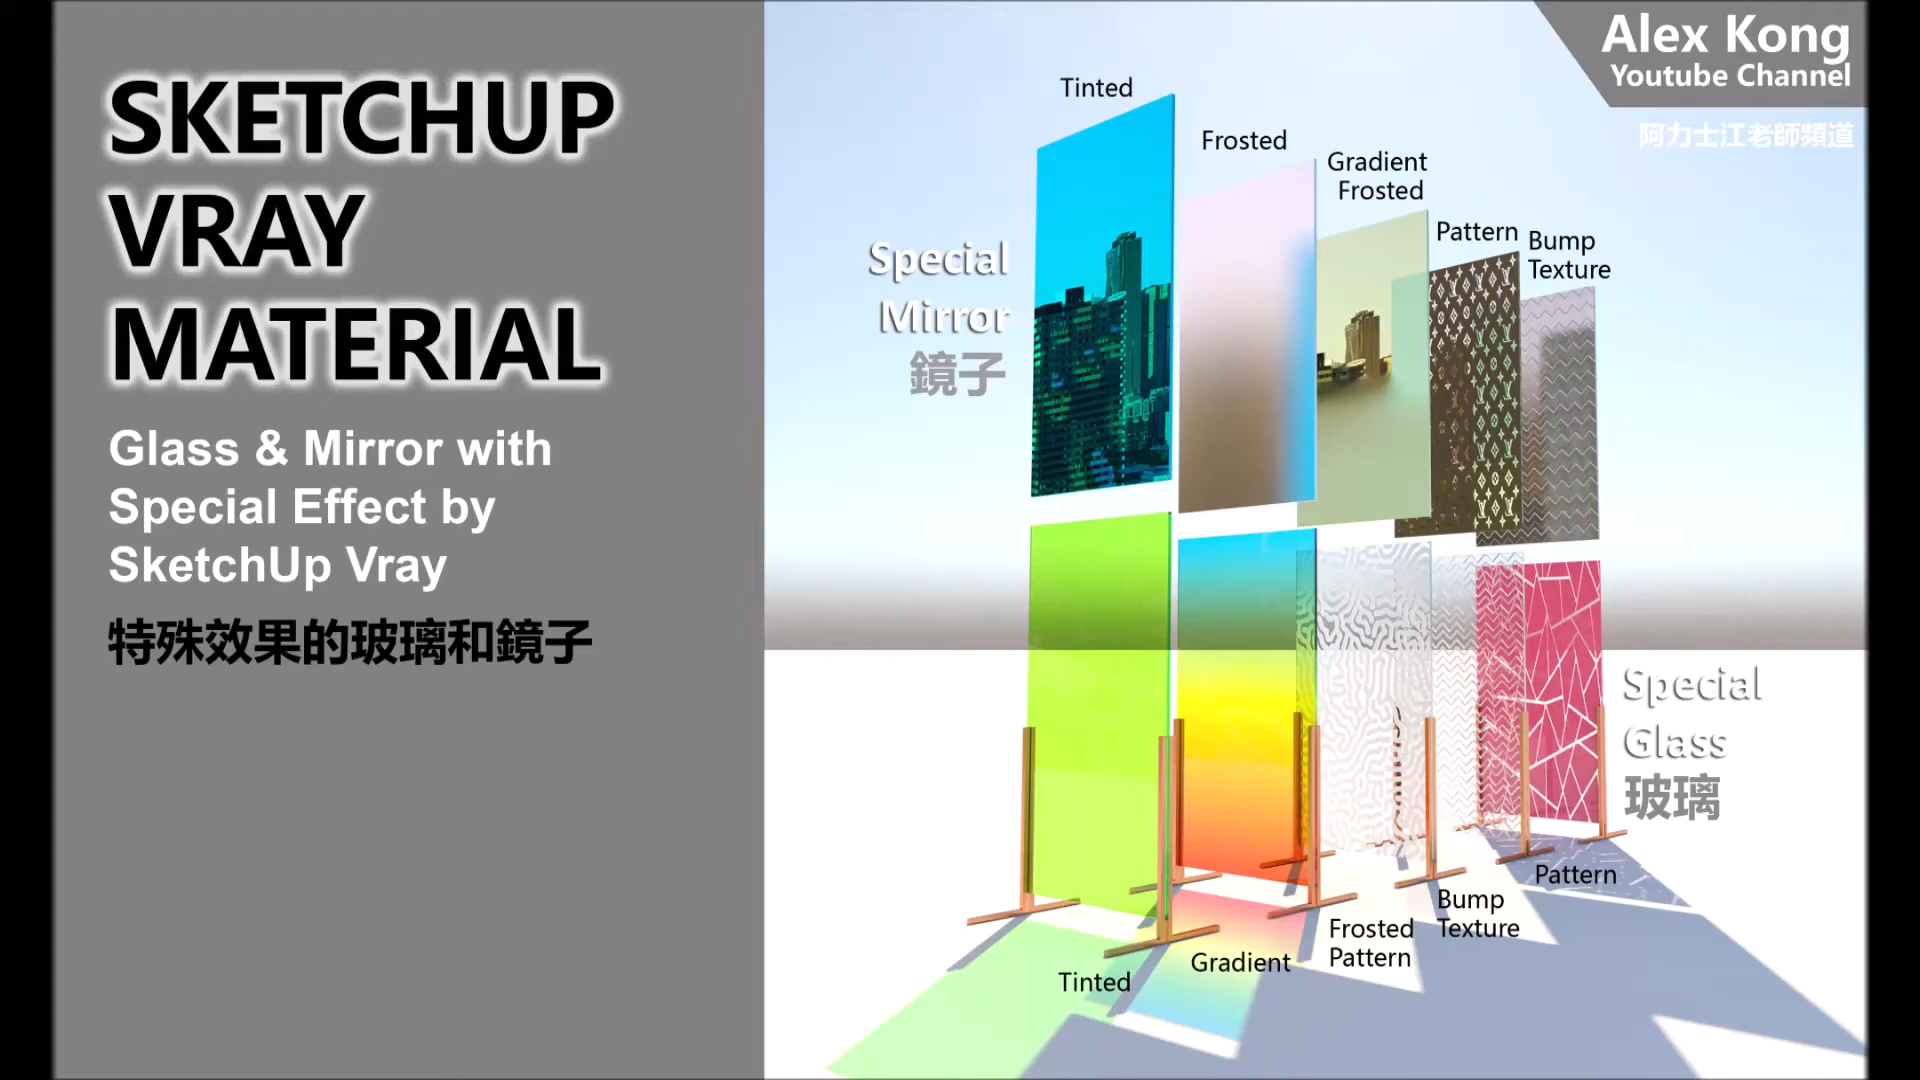 SKETCHUP
VRAY
MATERIAL
Glass & Mirror with
Special Effect by
SketchUp Vray
特殊效果的玻璃和鏡子
Alex Kong
Youtube Channel
阿力士江老師頻道
Tinted
Frosted
Gradient
Frosted
Pattern
Bump
Texture
Special
Mirror
鏡子
Special
Glass
玻璃
Tinted
Gradient
Frosted
Pattern
Bump
Texture
Pattern